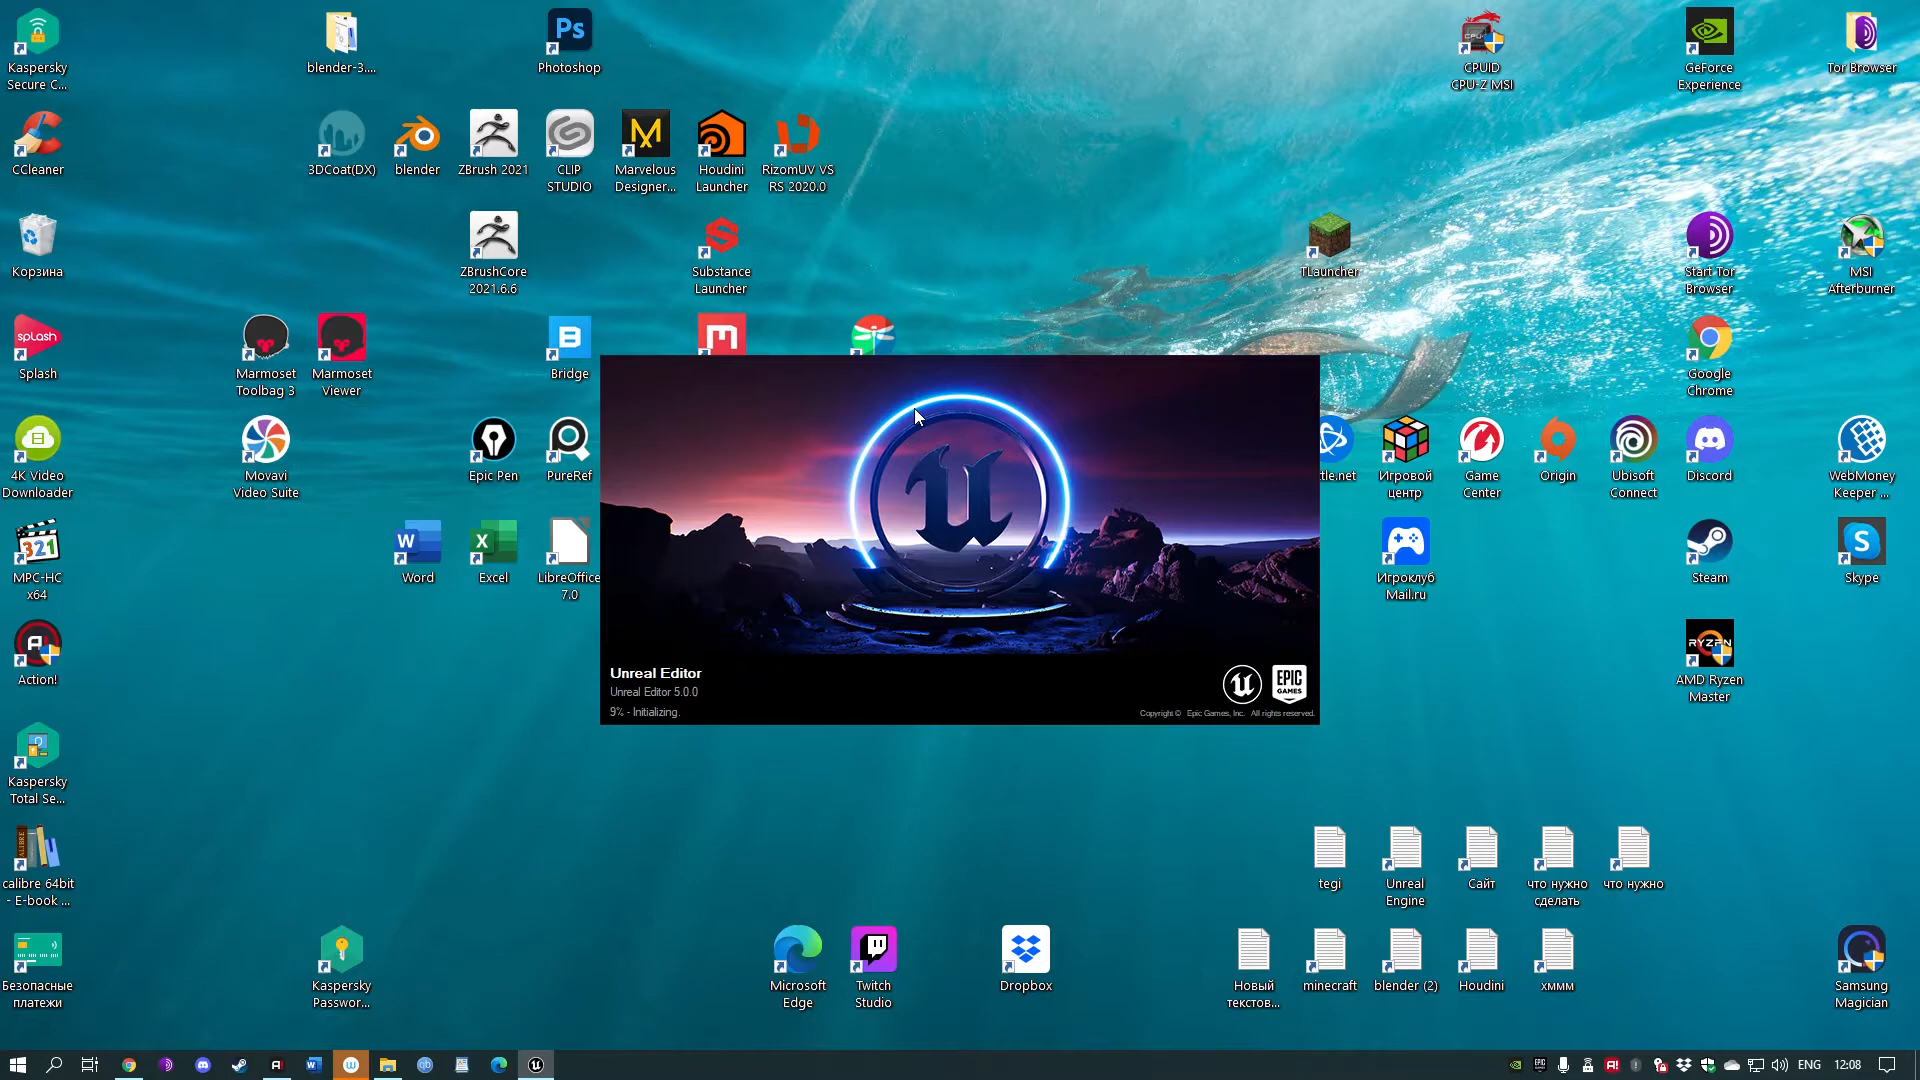 Kaspersky
Secure C...
blender-3....
Ps
Photoshop
CPU
CPUID
CPU-Z MSI
GeForce
Experience
Tor Browser
CCleaner
3DCoat(DX)
blender
ZBrush 2021
CLIP
STUDIO
Marvelous
Designer...
Houdini
Launcher
RizomUV VS
RS 2020.0
Корзина
ZBrushCore
2021.6.6
Substance
Launcher
TLauncher
Start Tor
Browser
MSI
Afterburner
splash
Splash
Marmoset
Toolbag 3
Marmoset
Viewer
B
Bridge
Google
Chrome
4K Video
Downloader
Movavi
Video Suite
Epic Pen
PureRef
tle.net
Игровой
центр
Game
Center
Origin
Ubisoft
Connect
Discord
WebMoney
Keeper ...
321
MPC-HC
x64
W
Word
X
Excel
LibreOffice
7.0
Игроклуб
Mail.ru
Steam
S
Skype
A!
Action!
RYZEN
AMD Ryzen
Master
Unreal Editor
Unreal Editor 5.0.0
9% - Initializing.
EPIC
GAMES
Copyright © Epic Games, Inc. All rights reserved.
Kaspersky
Total Se...
CALIBRE
calibre 64bit
- E-book ...
tegi
Unreal
Engine
Сайт
что нужно
сделать
что нужно
Безопасные
платежи
Kaspersky
Passwor...
Microsoft
Edge
Twitch
Studio
Dropbox
Новый
текстов...
minecraft
blender (2)
Houdini
хммм
Samsung
Magician
ENG
12:08